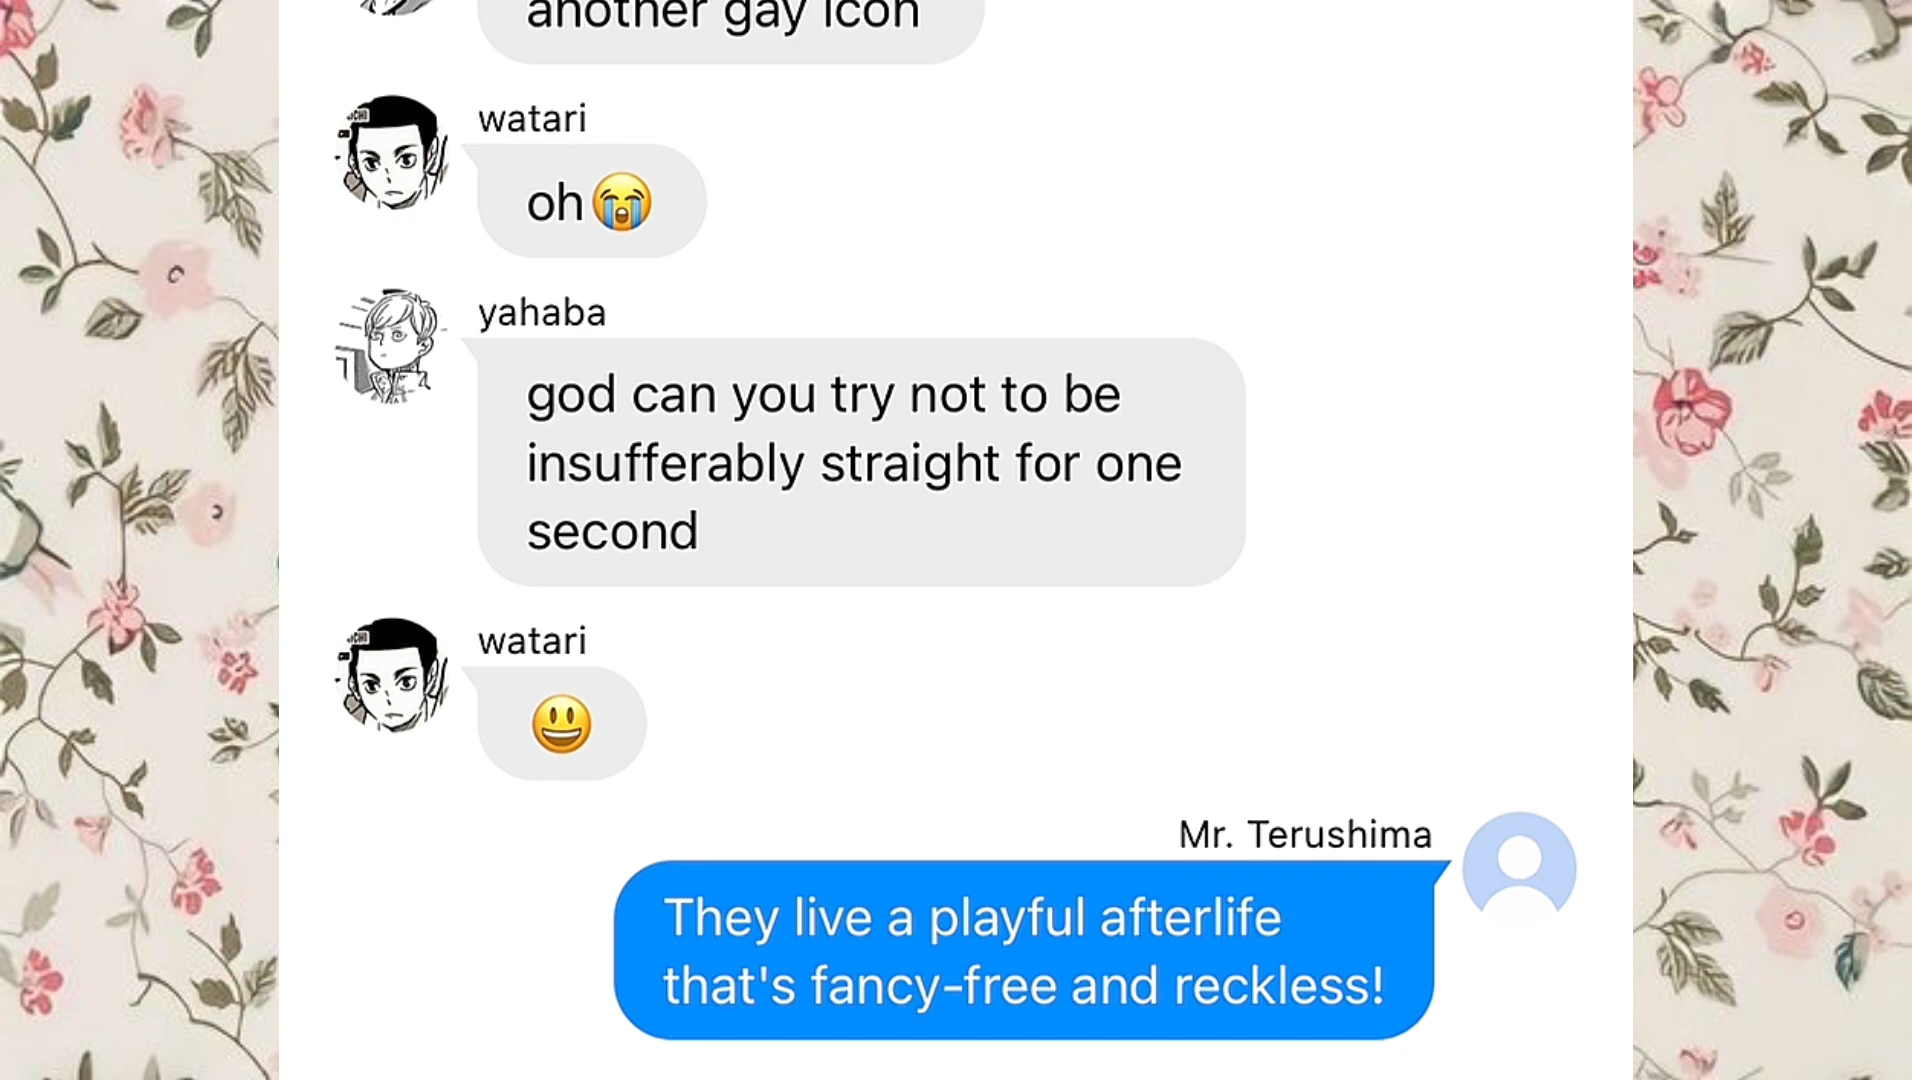 another gay icon
watari
oh😭
yahaba
god can you try not to be
insufferably straight for one
second
watari
😃
Mr. Terushima
They live a playful afterlife
that's fancy-free and reckless!